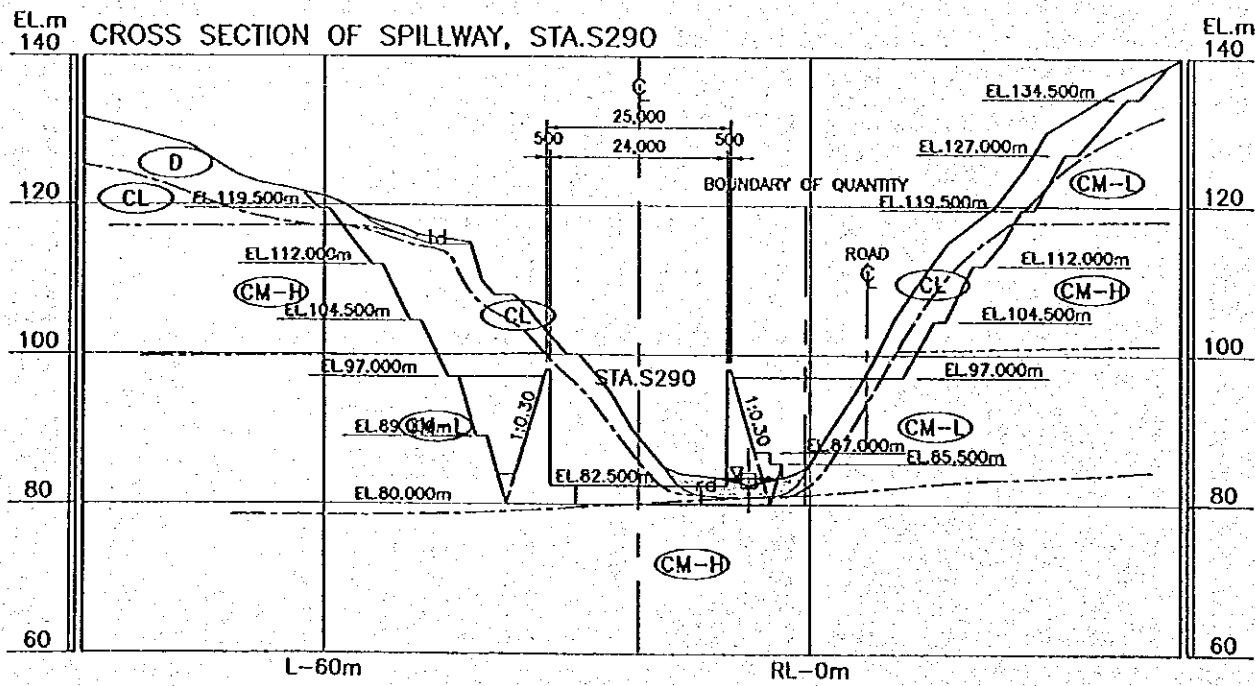 EL.m
140
CROSS SECTION OF SPILLWAY, STA.S290
EL.m
140
℄
EL.134.500m
25,000
500
24,000
500
EL.127.000m
D
BOUNDARY OF QUANTITY
CM-L
120
CL
EL.119.500m
EL.119.500m
120
ROAD
℄
EL.112.000m
EL.112.000m
CM-H
CL
CM-H
EL.104.500m
CL
EL.104.500m
100
100
EL.97.000m
STA.S290
EL.97.000m
1:0.30
1:0.30
CM-L
EL.87.000m
EL.85.500m
EL.82.500m
rd
80
EL.80.000m
80
CM-H
60
60
L-60m
RL-0m